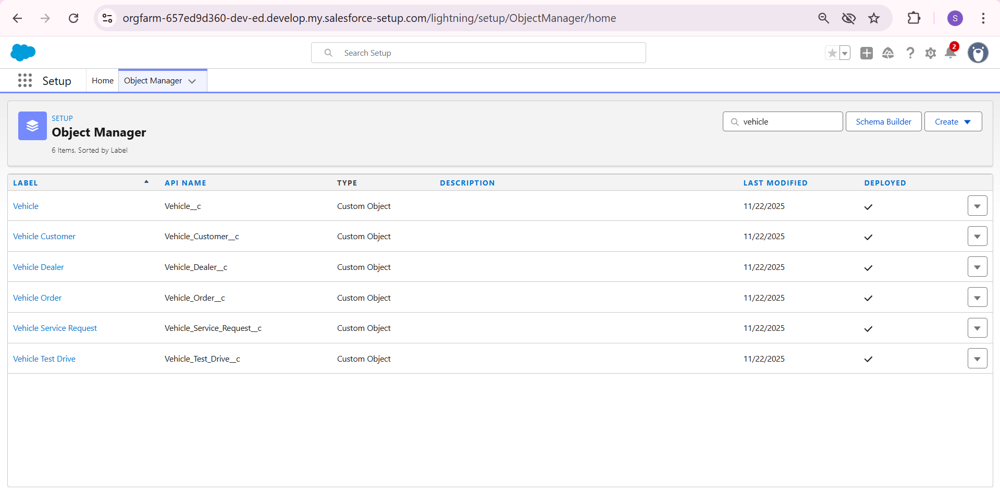 orgfarm-657ed9d360-dev-ed.develop.my.salesforce-setup.com/lightning/setup/ObjectManager/home
S
Search Setup
2
Setup
Home
Object Manager
SETUP
Object Manager
6 Items, Sorted by Label
vehicle
Schema Builder
Create
LABEL API NAME TYPE DESCRIPTION LAST MODIFIED DEPLOYED
Vehicle Vehicle__c Custom Object 11/22/2025
Vehicle Customer Vehicle_Customer__c Custom Object 11/22/2025
Vehicle Dealer Vehicle_Dealer__c Custom Object 11/22/2025
Vehicle Order Vehicle_Order__c Custom Object 11/22/2025
Vehicle Service Request Vehicle_Service_Request__c Custom Object 11/22/2025
Vehicle Test Drive Vehicle_Test_Drive__c Custom Object 11/22/2025